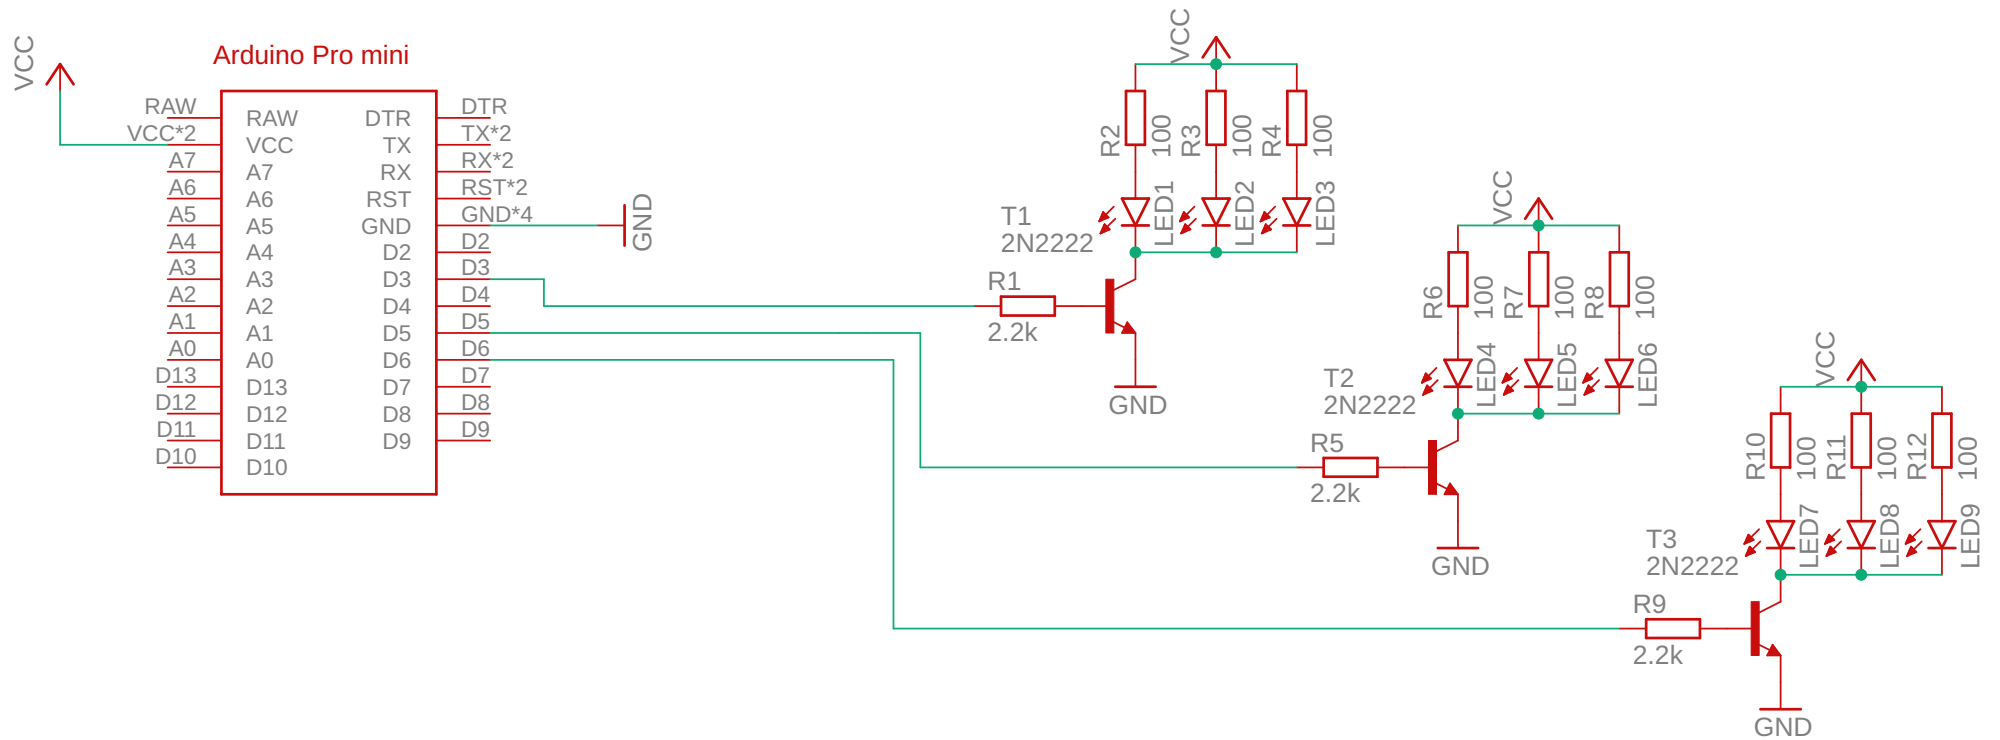 VCC
Arduino Pro mini
RAW
VCC*2
A7
A6
A5
A4
A3
A2
A1
A0
D13
D12
D11
D10
RAW
VCC
A7
A6
A5
A4
A3
A2
A1
A0
D13
D12
D11
D10
DTR
TX
RX
RST
GND
D2
D3
D4
D5
D6
D7
D8
D9
DTR
TX*2
RX*2
RST*2
GND*4
D2
D3
D4
D5
D6
D7
D8
D9
GND
VCC
R2
100
R3
100
R4
100
LED1
LED2
LED3
T1
2N2222
R1
2.2k
GND
VCC
R6
100
R7
100
R8
100
LED4
LED5
LED6
T2
2N2222
R5
2.2k
GND
VCC
R10
100
R11
100
R12
100
LED7
LED8
LED9
T3
2N2222
R9
2.2k
GND